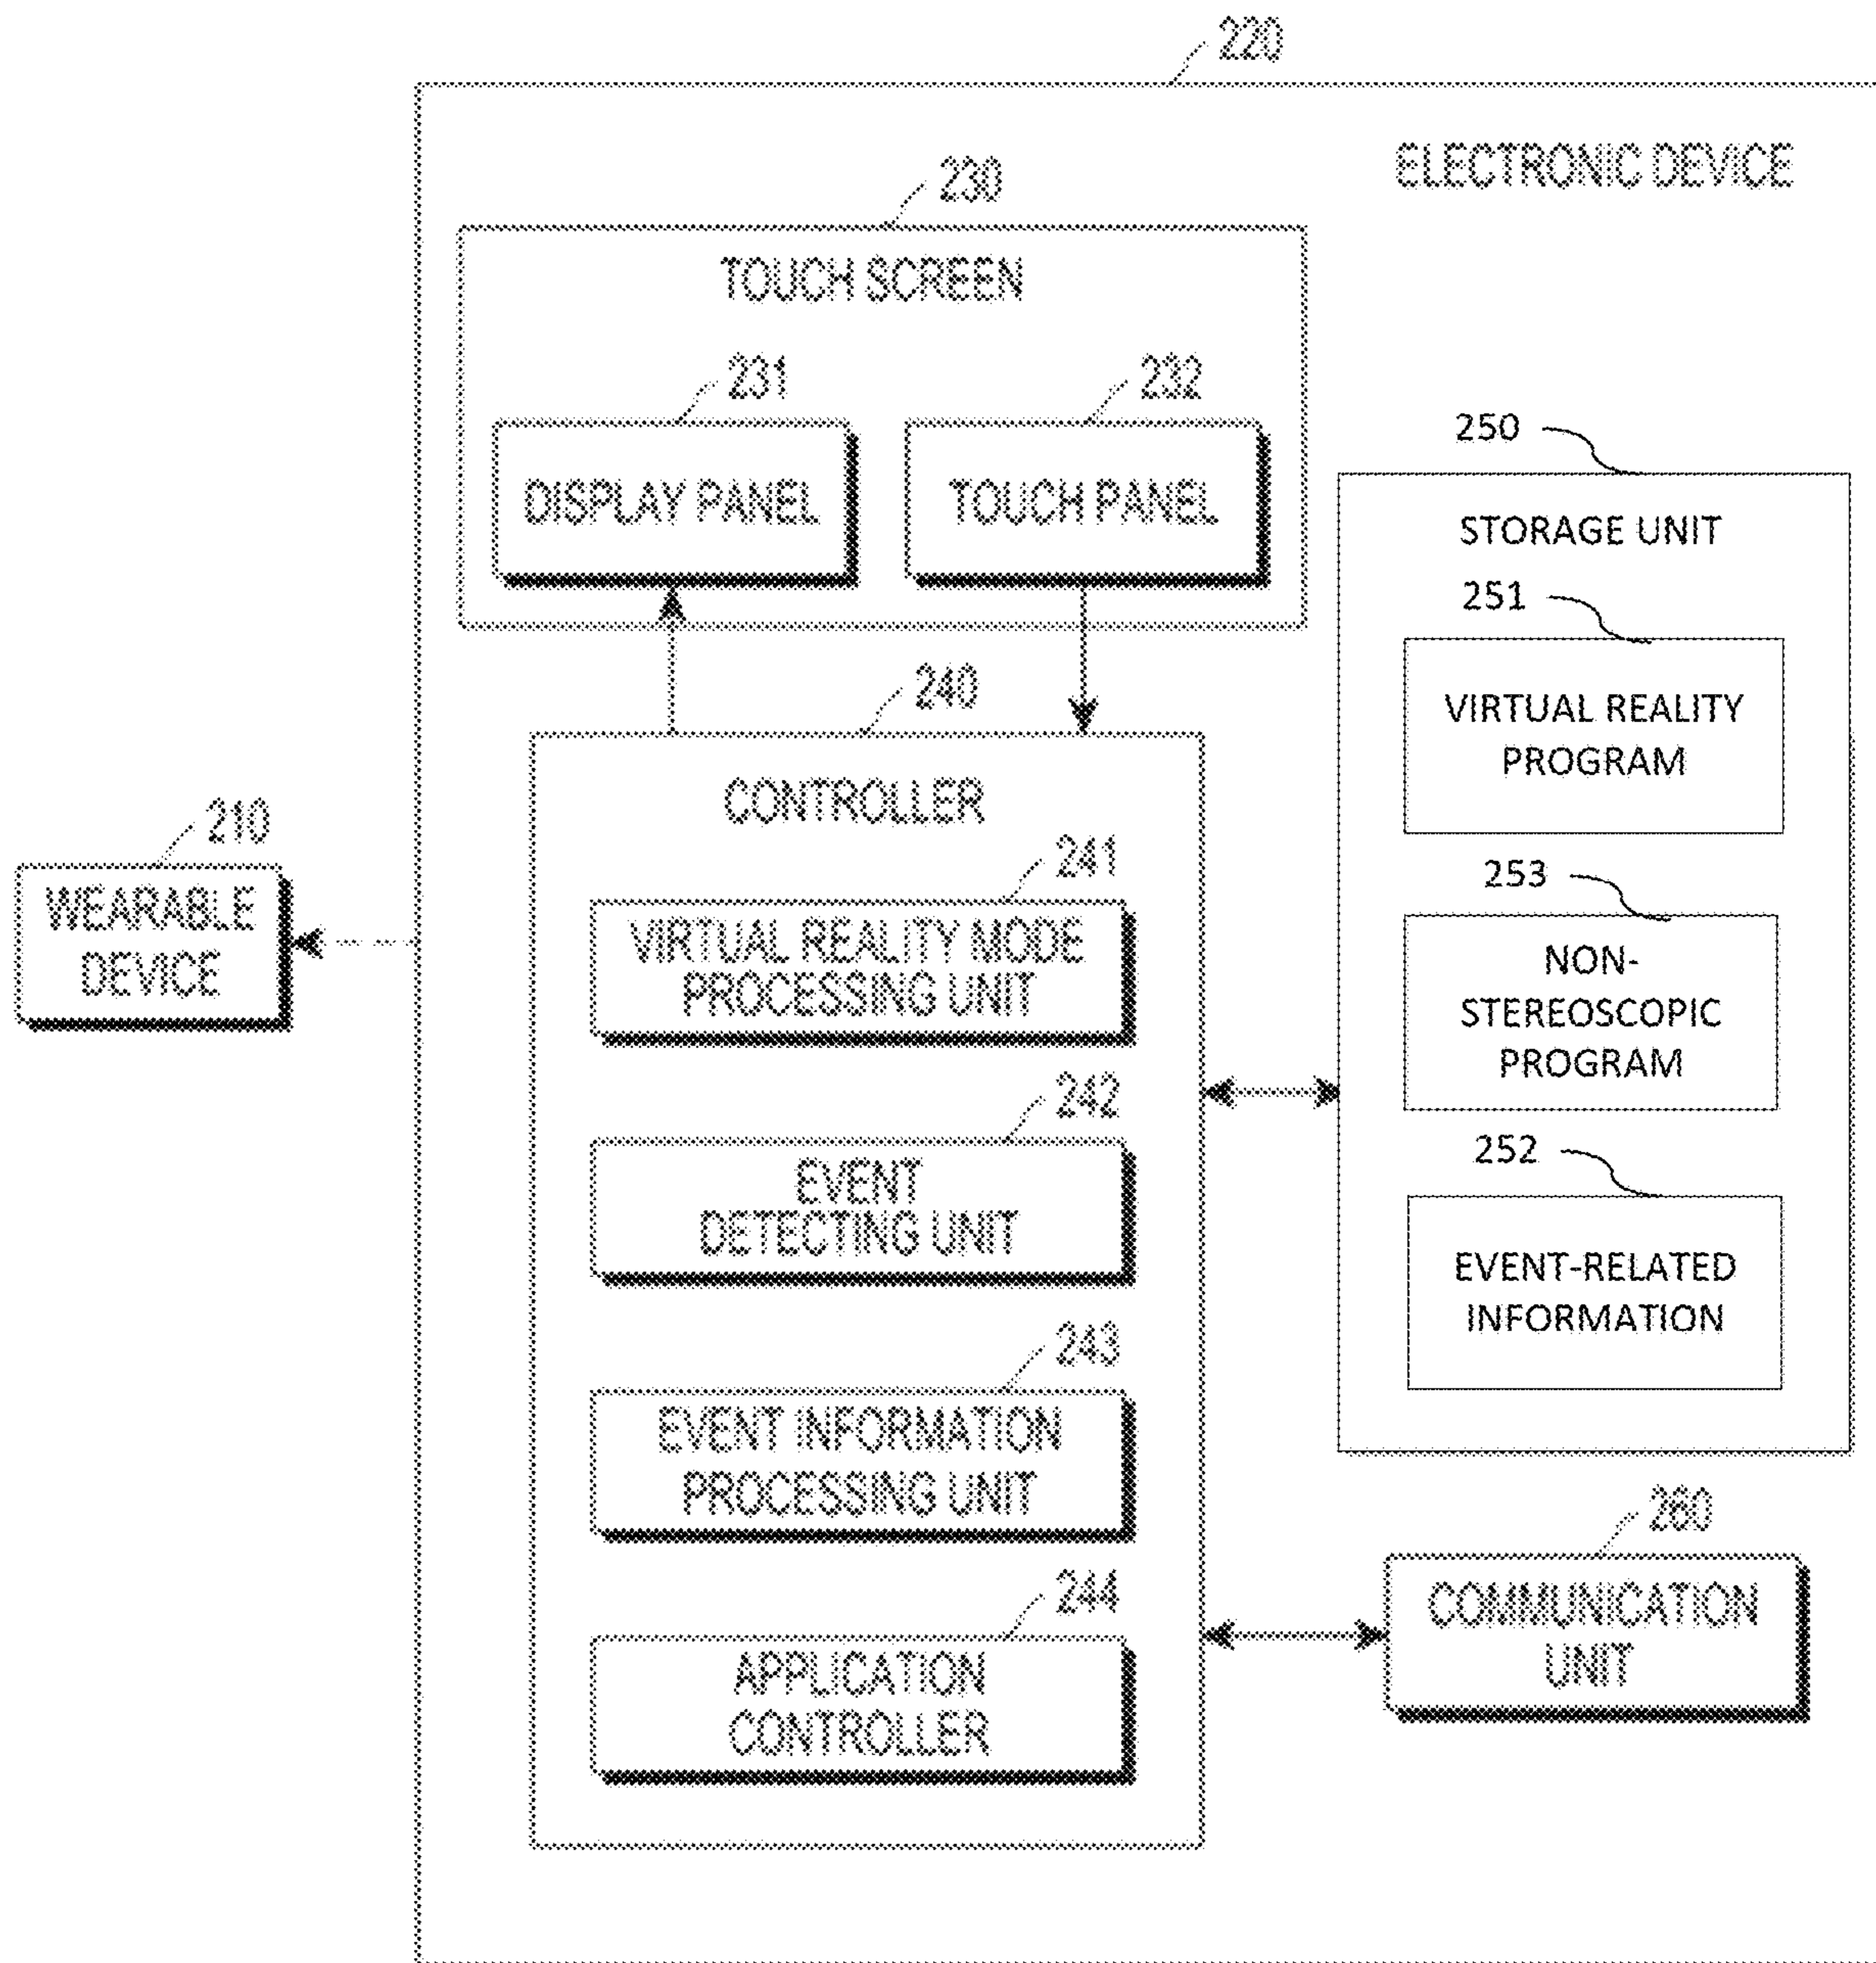 220
ELECTRONIC DEVICE
230
TOUCH SCREEN
231
232
DISPLAY PANEL
TOUCH PANEL
250
STORAGE UNIT
251
VIRTUAL REALITY
PROGRAM
253
NON-
STEREOSCOPIC
PROGRAM
252
EVENT-RELATED
INFORMATION
240
CONTROLLER
241
VIRTUAL REALITY MODE
PROCESSING UNIT
242
EVENT
DETECTING UNIT
243
EVENT INFORMATION
PROCESSING UNIT
244
APPLICATION
CONTROLLER
210
WEARABLE
DEVICE
260
COMMUNICATION
UNIT